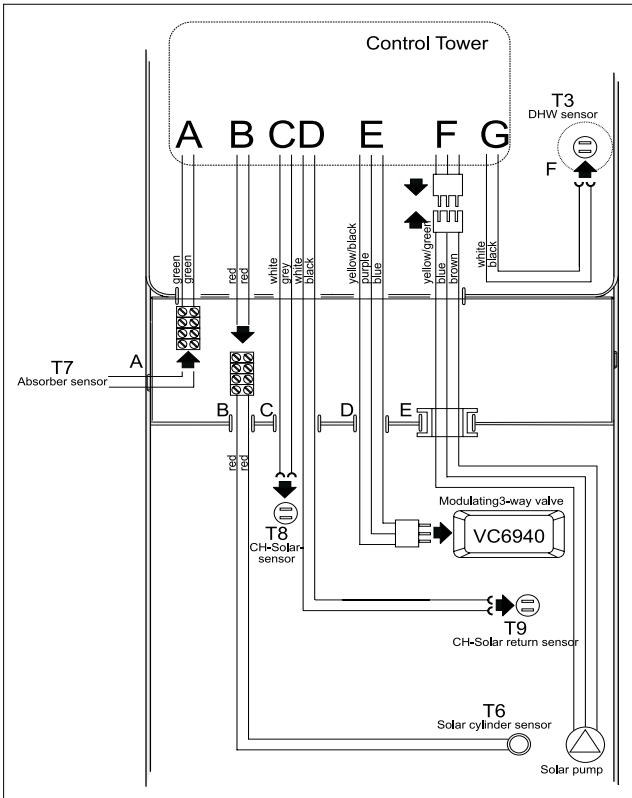 Control Tower
A B C D E F G
T3
DHW sensor
F
green
green
red
red
white
grey
white
black
yellow/black
purple
blue
yellow/green
blue
brown
white
black
T7
Absorber sensor
A
B
C
D
E
red
red
T8
CH-Solar-
sensor
Modulating3-way valve
VC6940
T9
CH-Solar return sensor
T6
Solar cylinder sensor
Solar pump